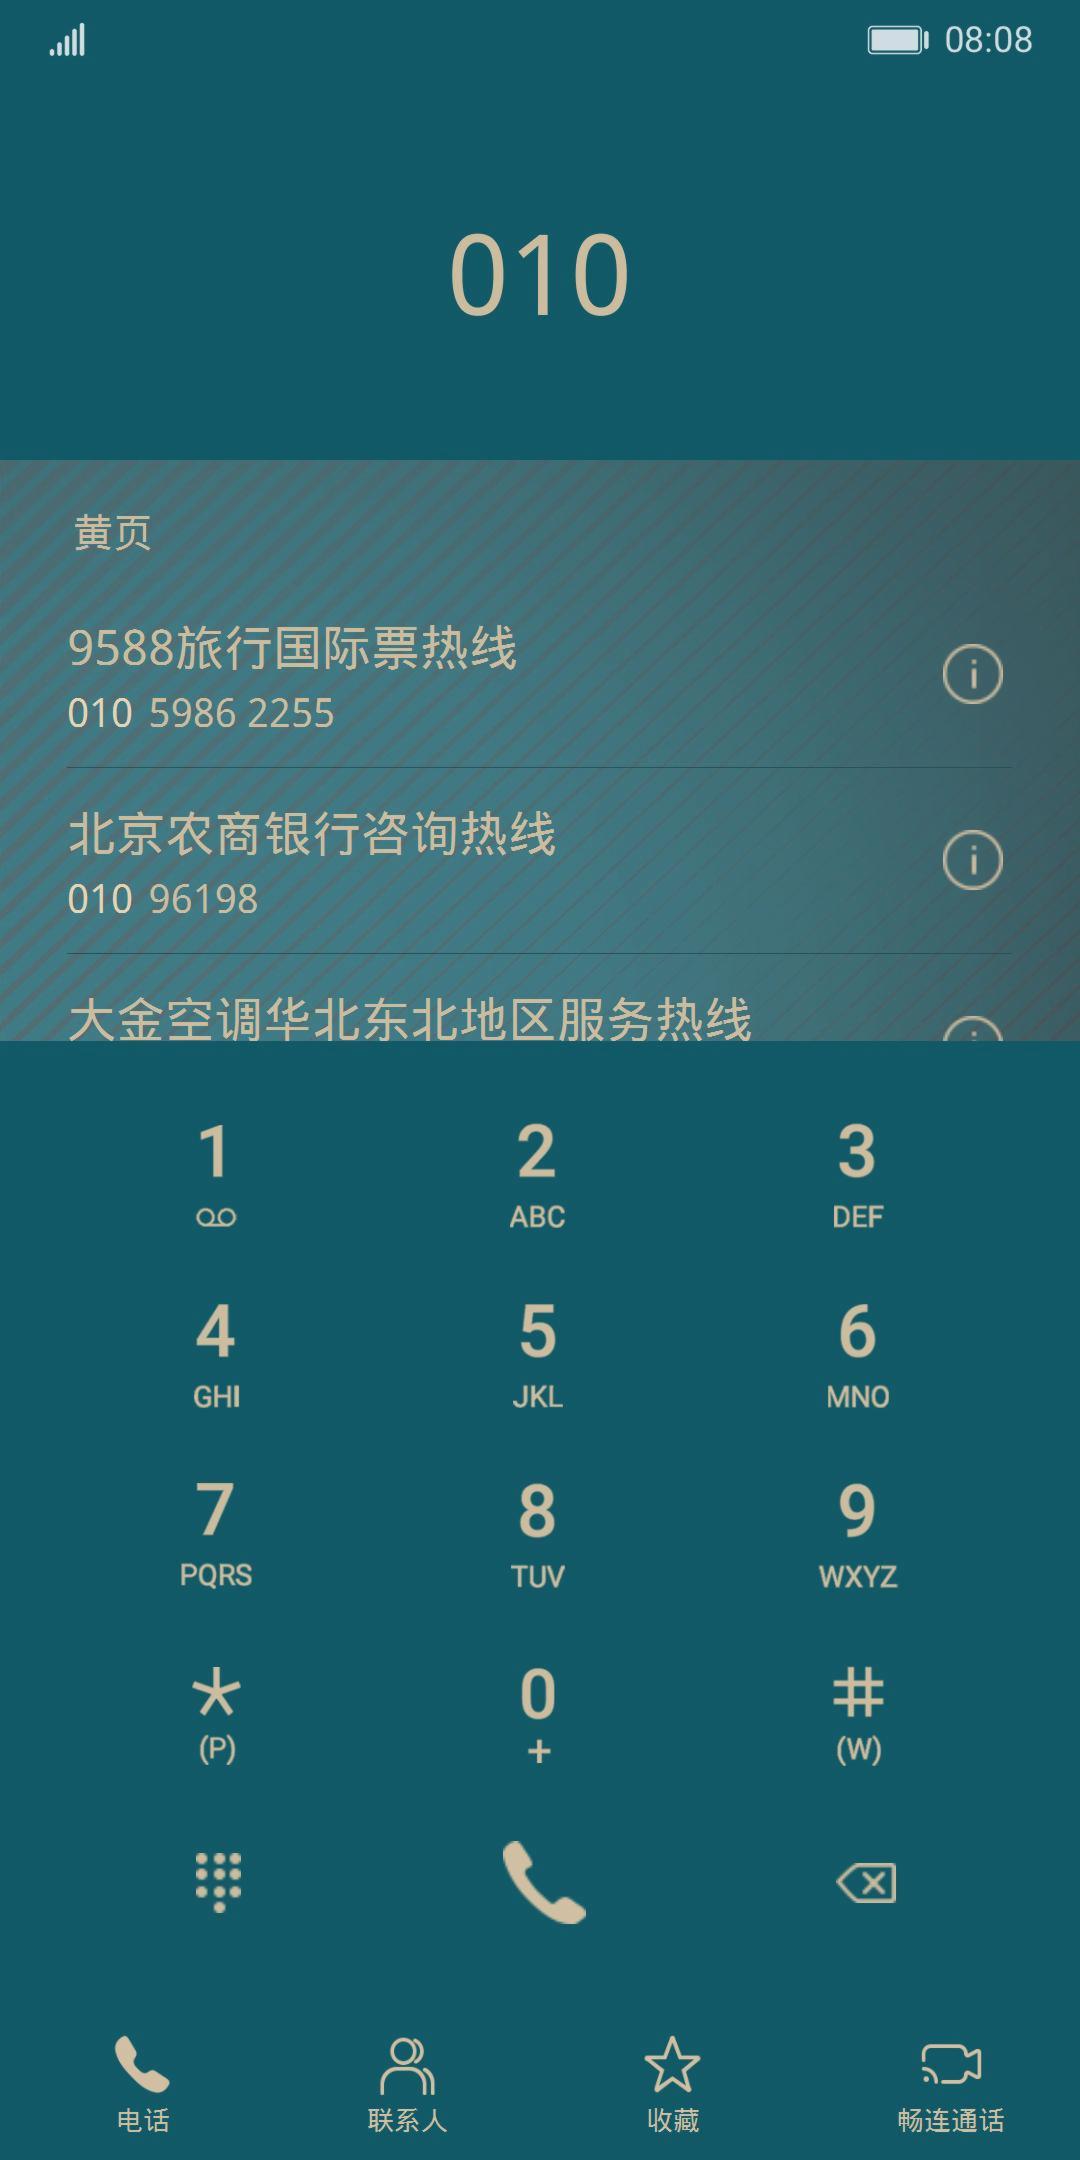 08:08
010
黄页
9588旅行国际票热线
010 5986 2255
北京农商银行咨询热线
010 96198
大金空调华北东北地区服务热线
1 2 3
ABC DEF
4 5 6
GHI JKL MNO
7 8 9
PQRS TUV WXYZ
* 0 #
(P) + (W)
电话 联系人 收藏 畅连通话